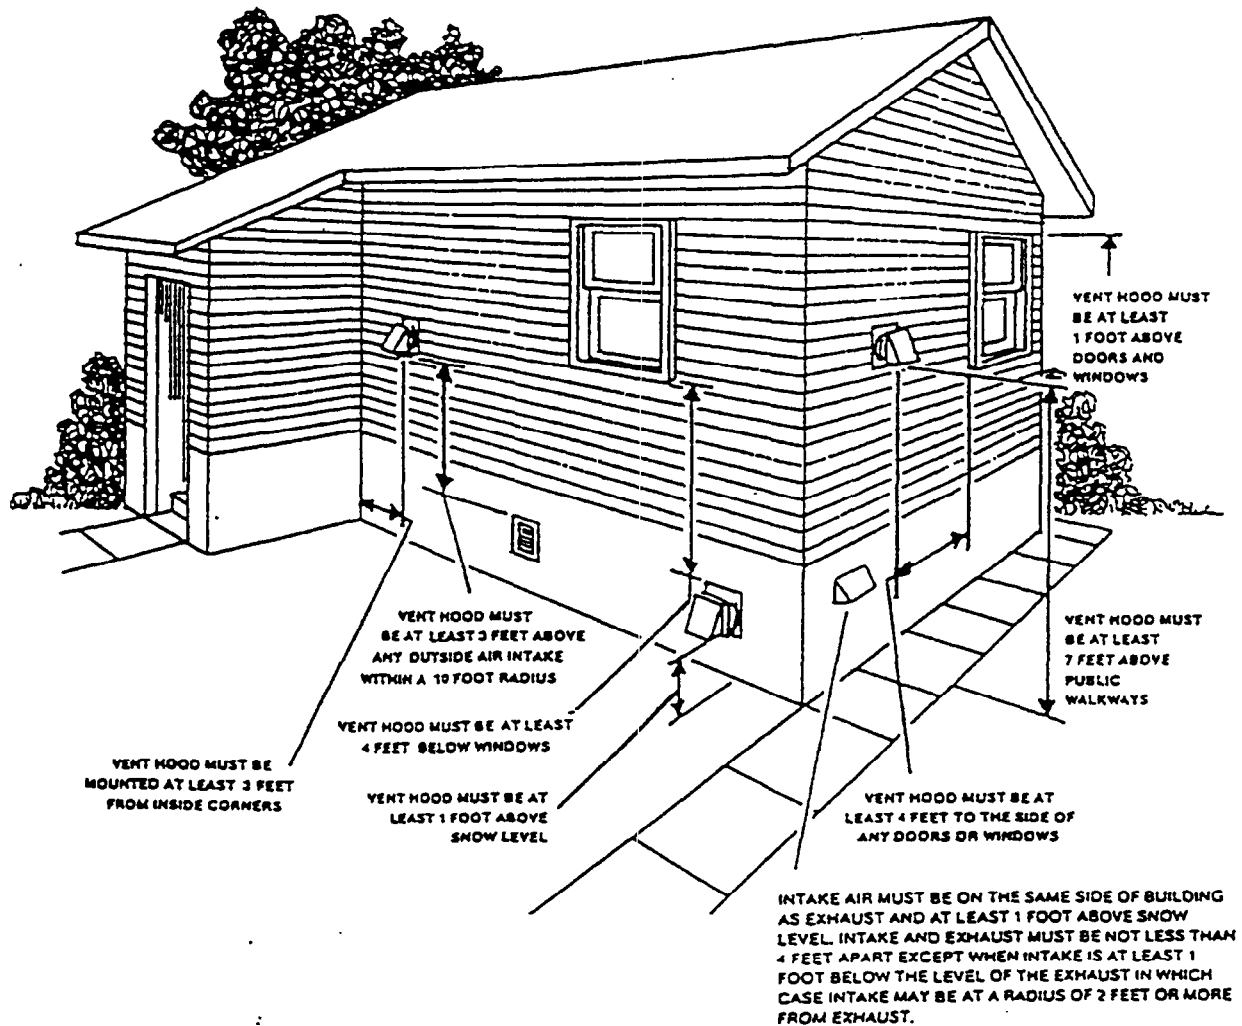 VENT HOOD MUST
BE AT LEAST
1 FOOT ABOVE
DOORS AND
WINDOWS
VENT HOOD MUST
BE AT LEAST 3 FEET ABOVE
ANY OUTSIDE AIR INTAKE
WITHIN A 10 FOOT RADIUS
VENT HOOD MUST
BE AT LEAST
7 FEET ABOVE
PUBLIC
WALKWAYS
VENT HOOD MUST BE AT LEAST
4 FEET BELOW WINDOWS
VENT HOOD MUST BE
MOUNTED AT LEAST 3 FEET
FROM INSIDE CORNERS
VENT HOOD MUST BE AT
LEAST 1 FOOT ABOVE
SNOW LEVEL
VENT HOOD MUST BE AT
LEAST 4 FEET TO THE SIDE OF
ANY DOORS OR WINDOWS
INTAKE AIR MUST BE ON THE SAME SIDE OF BUILDING
AS EXHAUST AND AT LEAST 1 FOOT ABOVE SNOW
LEVEL. INTAKE AND EXHAUST MUST BE NOT LESS THAN
4 FEET APART EXCEPT WHEN INTAKE IS AT LEAST 1
FOOT BELOW THE LEVEL OF THE EXHAUST IN WHICH
CASE INTAKE MAY BE AT A RADIUS OF 2 FEET OR MORE
FROM EXHAUST.